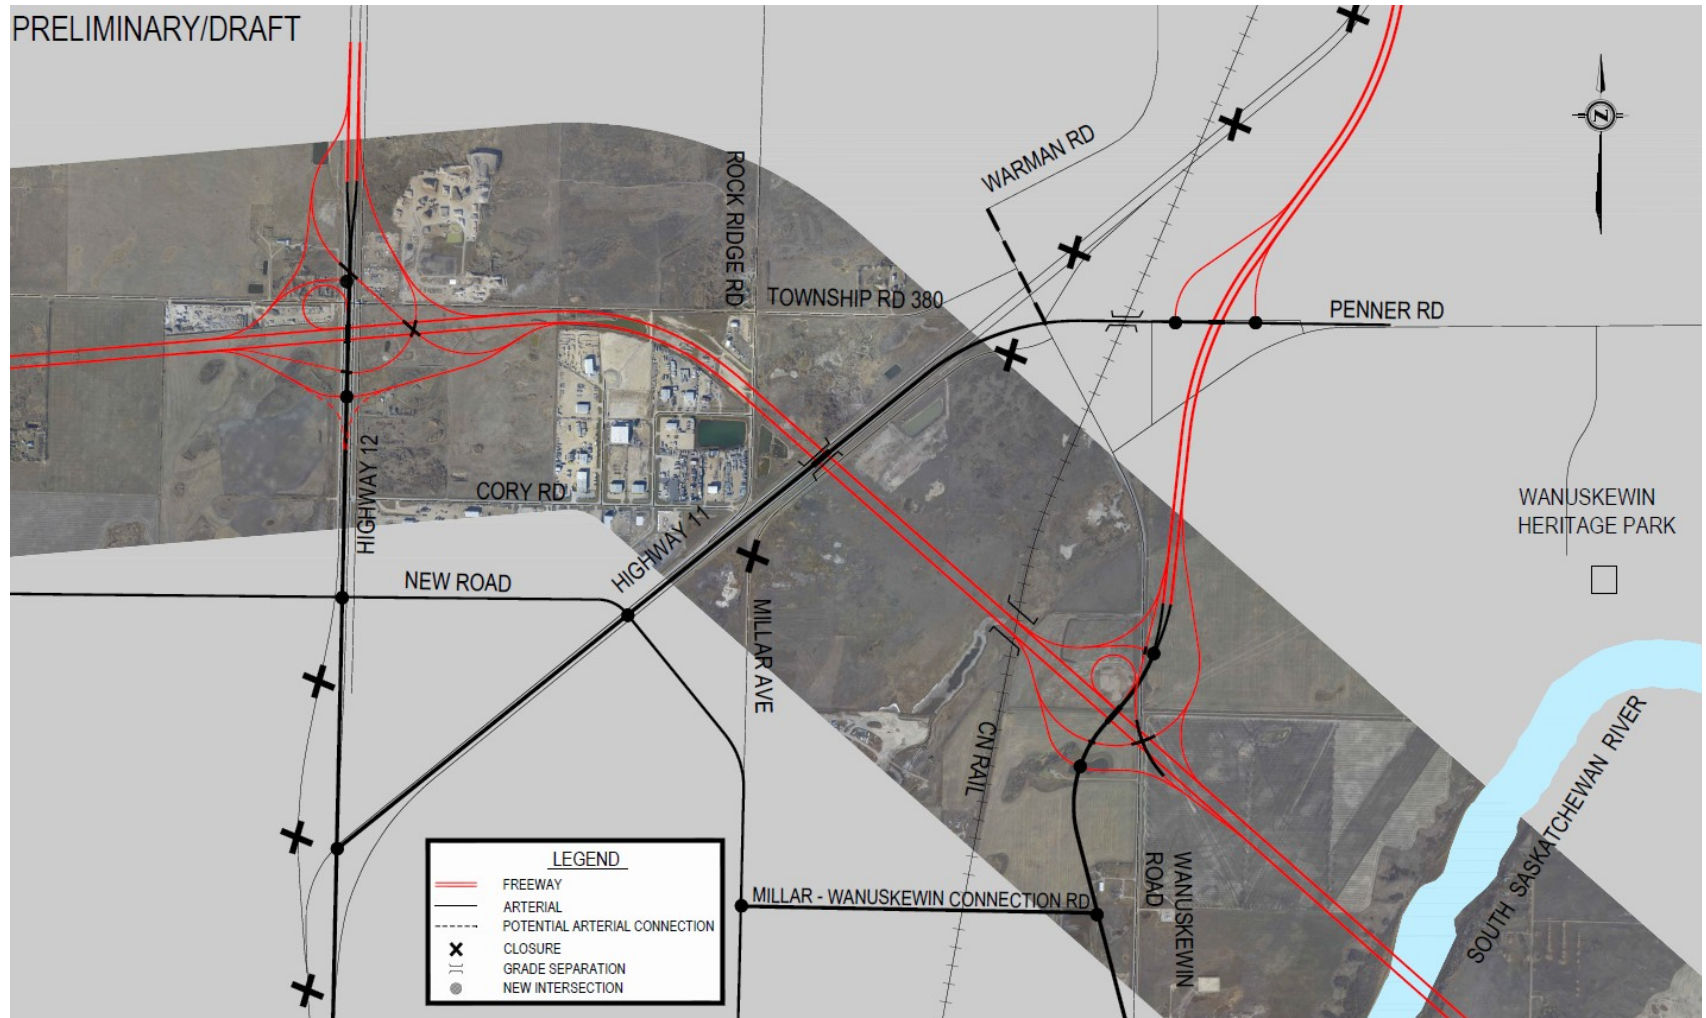 PRELIMINARY/DRAFT
WARMAN RD
ROCK RIDGE RD
N
TOWNSHIP RD 380
PENNER RD
HIGHWAY 12
CORY RD
HIGHWAY 11
WANUSKEWIN
HERITAGE PARK
NEW ROAD
MILLAR AVE
CN RAIL
SOUTH SASKATCHEWAN RIVER
WANUSKEWIN
ROAD
MILLAR - WANUSKEWIN CONNECTION RD
LEGEND
FREEWAY
ARTERIAL
POTENTIAL ARTERIAL CONNECTION
CLOSURE
GRADE SEPARATION
NEW INTERSECTION